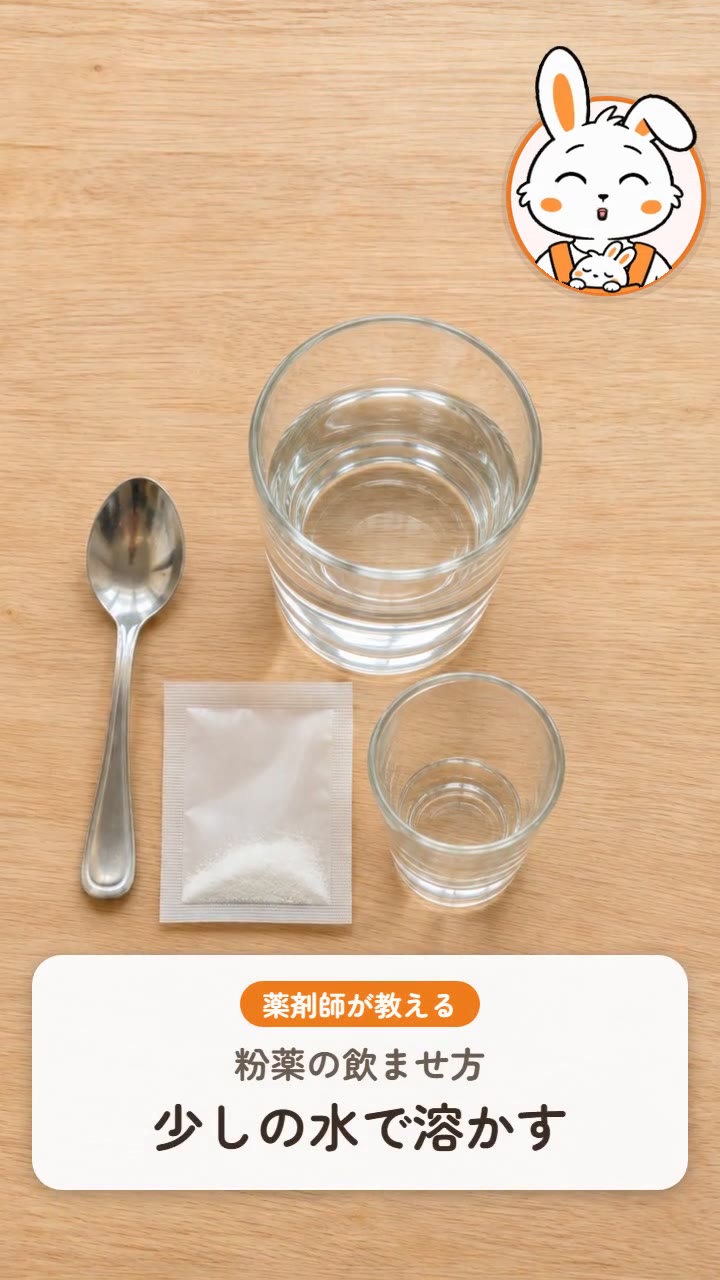 薬剤師が教える
粉薬の飲ませ方
少しの水で溶かす